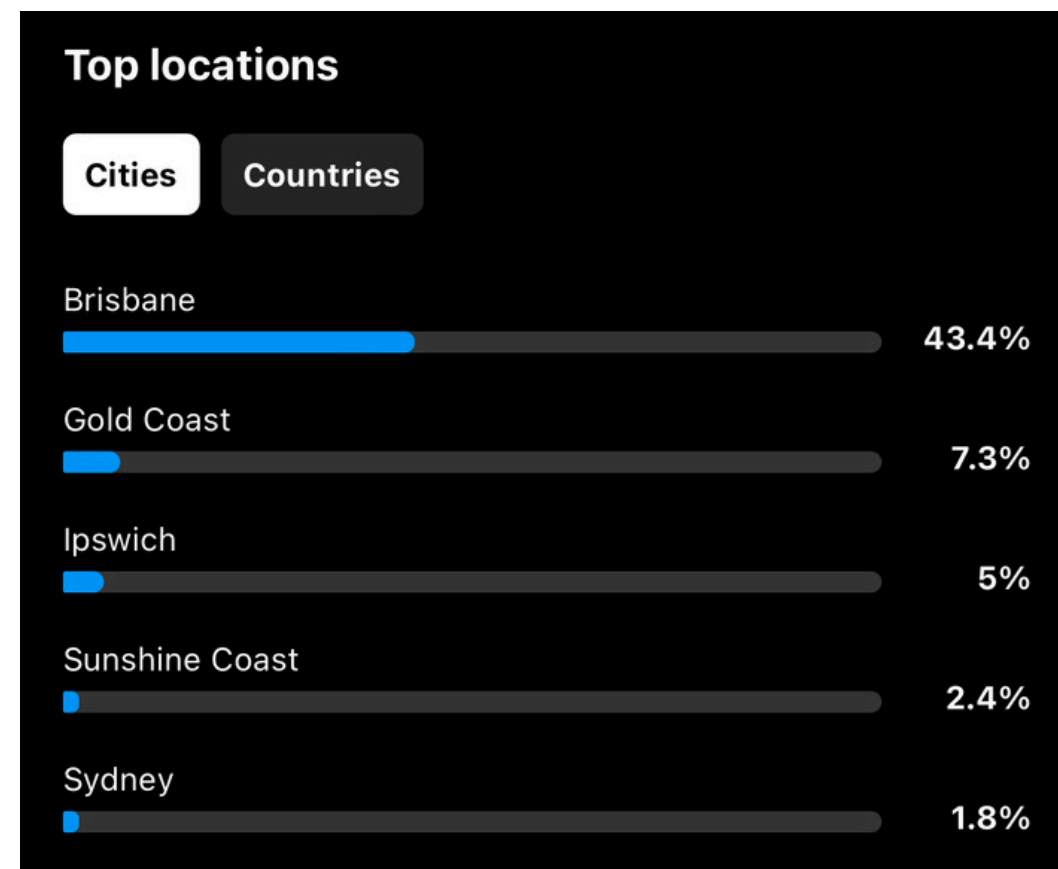 Top locations
Cities Countries
Brisbane
43.4%
Gold Coast
7.3%
Ipswich
5%
Sunshine Coast
2.4%
Sydney
1.8%